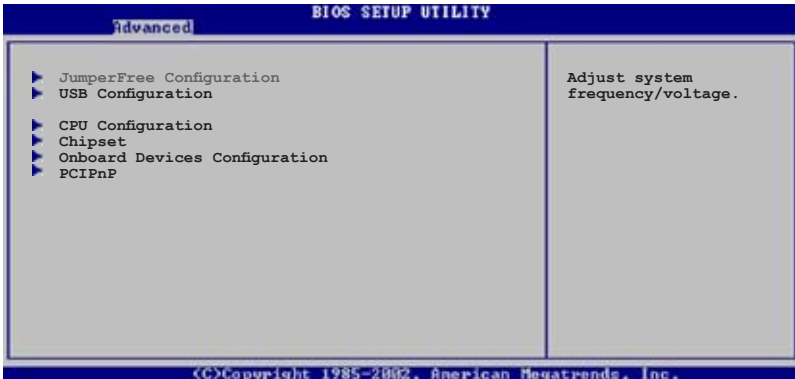 BIOS SETUP UTILITY
Advanced
JumperFree Configuration
USB Configuration
CPU Configuration
Chipset
Onboard Devices Configuration
PCIPnP
Adjust system
frequency/voltage.
(C)Copyright 1985-2002, American Megatrends, Inc.